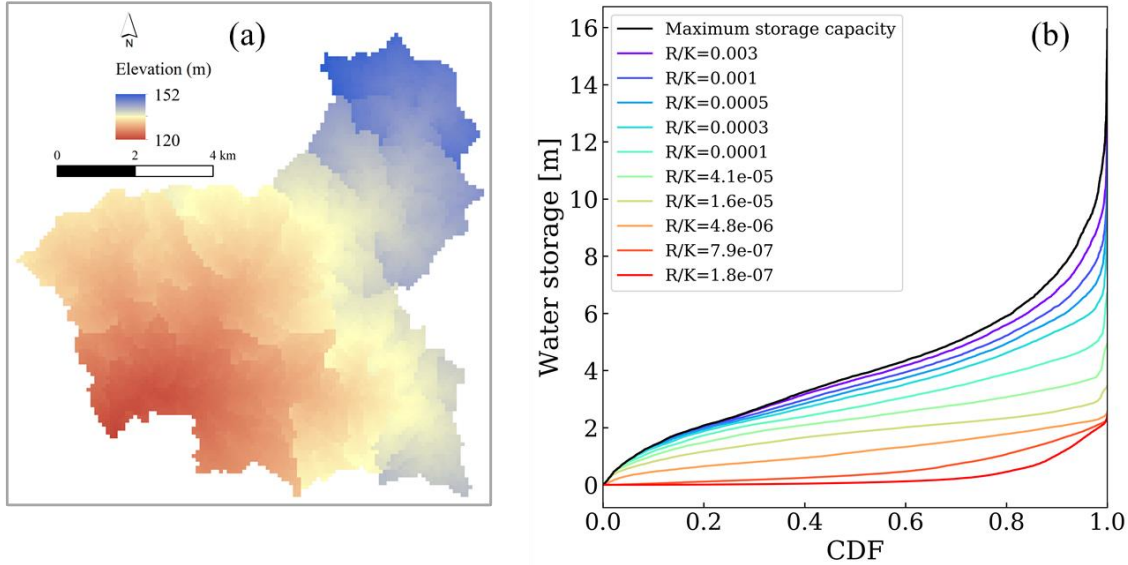 (a)
N
Elevation (m)
152
120
0 2 4 km
(b)
Water storage [m]
16
14
12
10
8
6
4
2
0
Maximum storage capacity
R/K=0.003
R/K=0.001
R/K=0.0005
R/K=0.0003
R/K=0.0001
R/K=4.1e-05
R/K=1.6e-05
R/K=4.8e-06
R/K=7.9e-07
R/K=1.8e-07
0.0 0.2 0.4 0.6 0.8 1.0
CDF